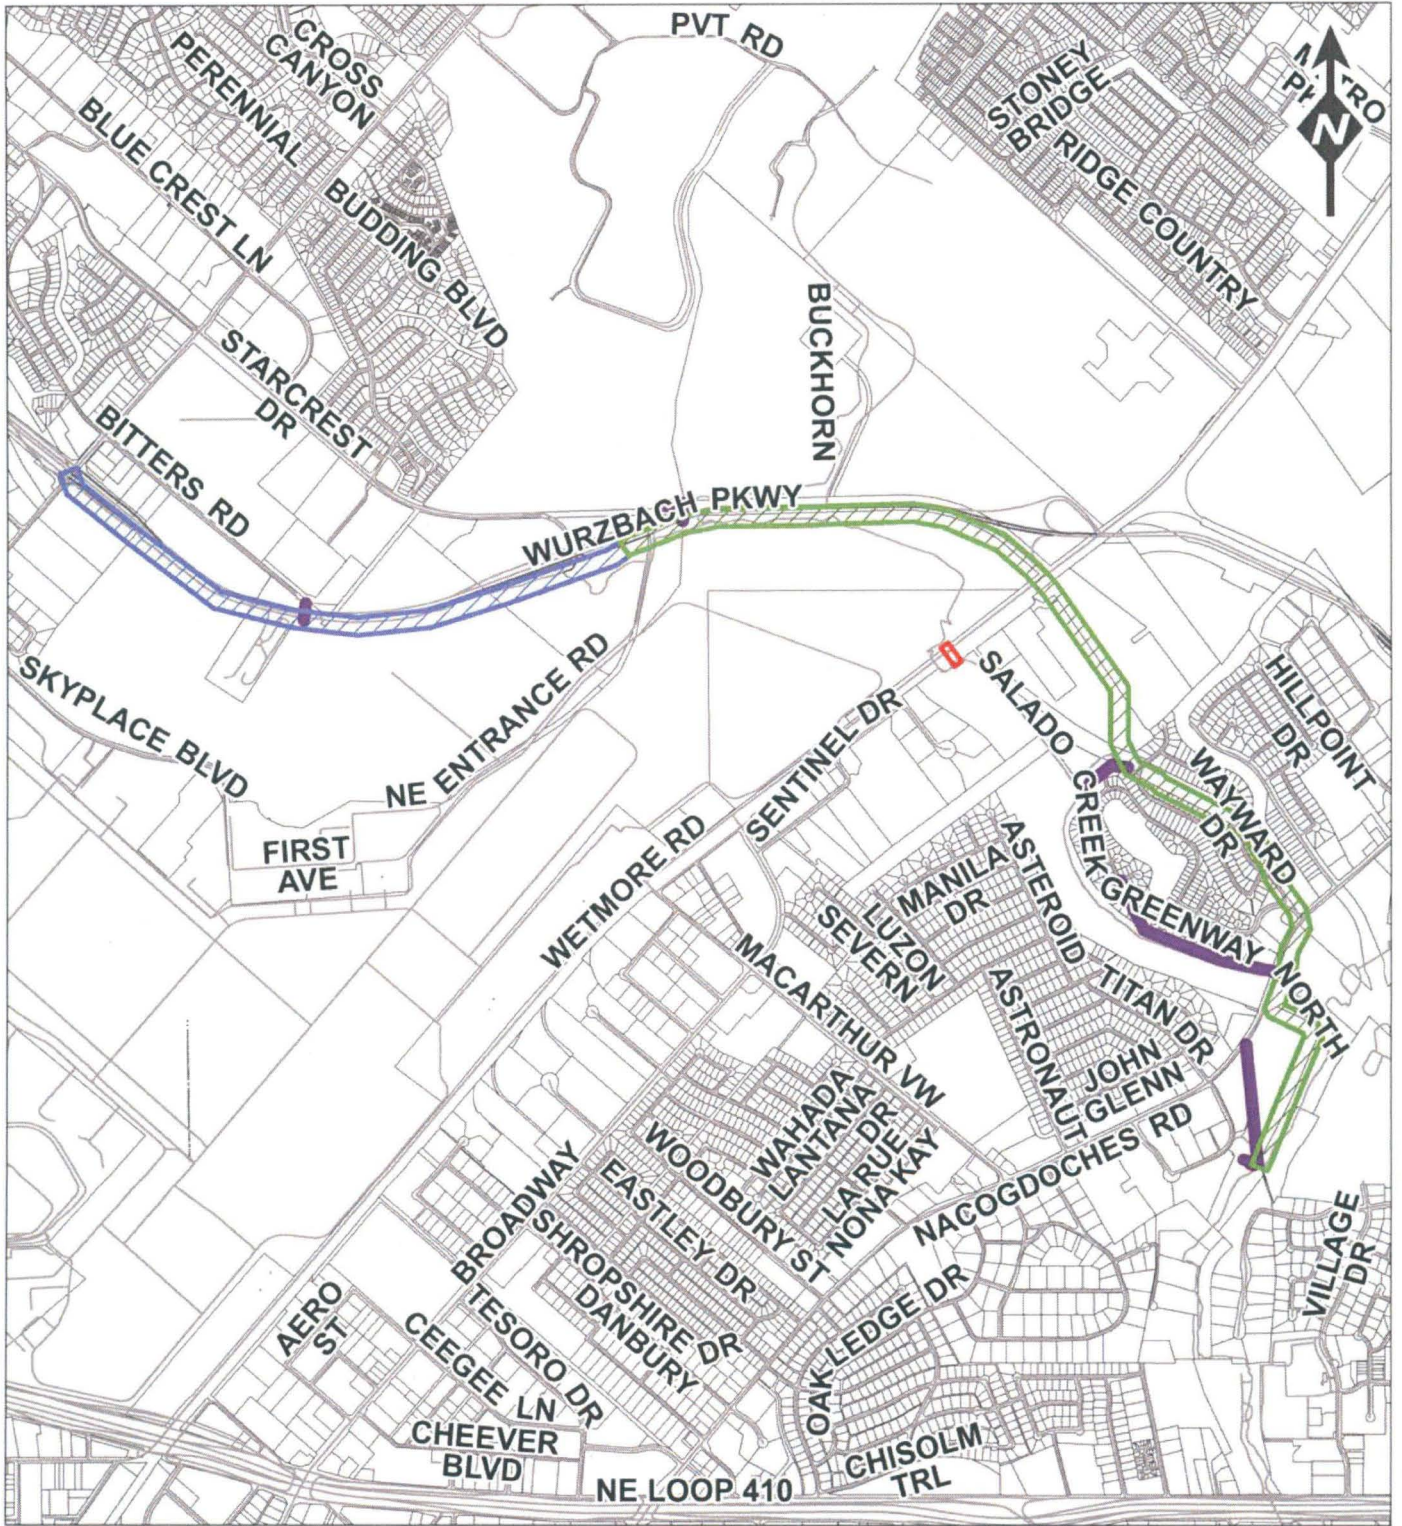 PVT RD
CROSS
CANYON
PERENNIAL
BLUE CREST LN
BUDDING BLVD
STONEY
BRIDGE
RIDGE COUNTRY
N
STARCREST
DR
BUCKHORN
BITTERS RD
WURZBACH PKWY
SKYPLACE BLVD
NE ENTRANCE RD
FIRST
AVE
SENTINEL DR
WETMORE RD
SALADO CREEK GREENWAY NORTH
HILLPOINT
DR
WAYWARD
DR
MANILA
DR
ASTEROID
LUZON
SEVERN
MACARTHUR VW
TITAN DR
ASTRONAUT
JOHN
GLENN
WAHADA
LANTANA
DR
LA RUE
NONA KAY
WOODBURY ST
NACOGDOCHES RD
EASTLEY DR
BROADWAY
SHROPSHIRE DR
DANBURY
VILLAGE
DR
AERO
ST
TESORO DR
CEEGEE LN
OAK LEDGE DR
CHEEVER
BLVD
CHISOLM
TRL
NE LOOP 410